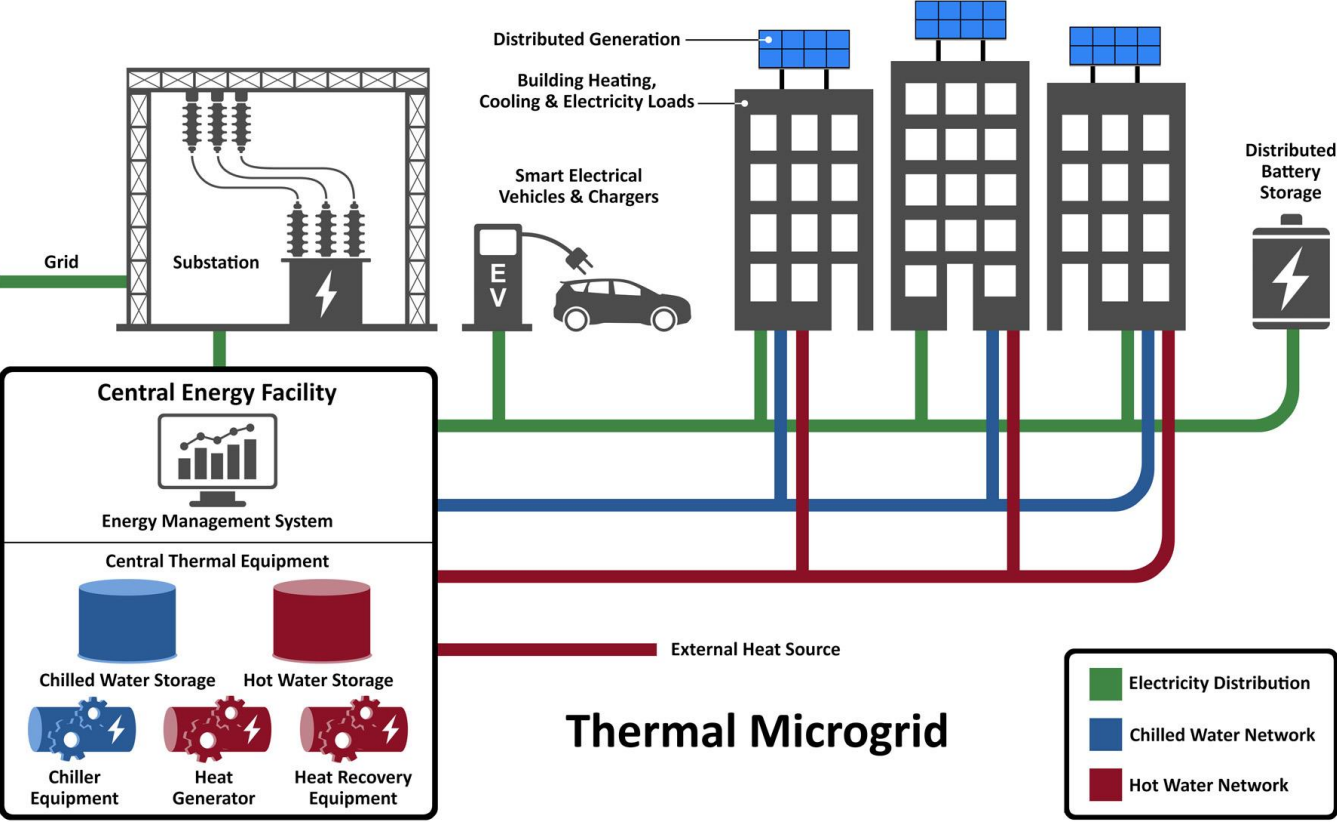 Distributed Generation
Building Heating,
Cooling & Electricity Loads
Distributed
Battery
Storage
Smart Electrical
Vehicles & Chargers
Grid
Substation
E
V
Central Energy Facility
Energy Management System
Central Thermal Equipment
Chilled Water Storage
Hot Water Storage
Chiller
Equipment
Heat
Generator
Heat Recovery
Equipment
External Heat Source
Thermal Microgrid
Electricity Distribution
Chilled Water Network
Hot Water Network